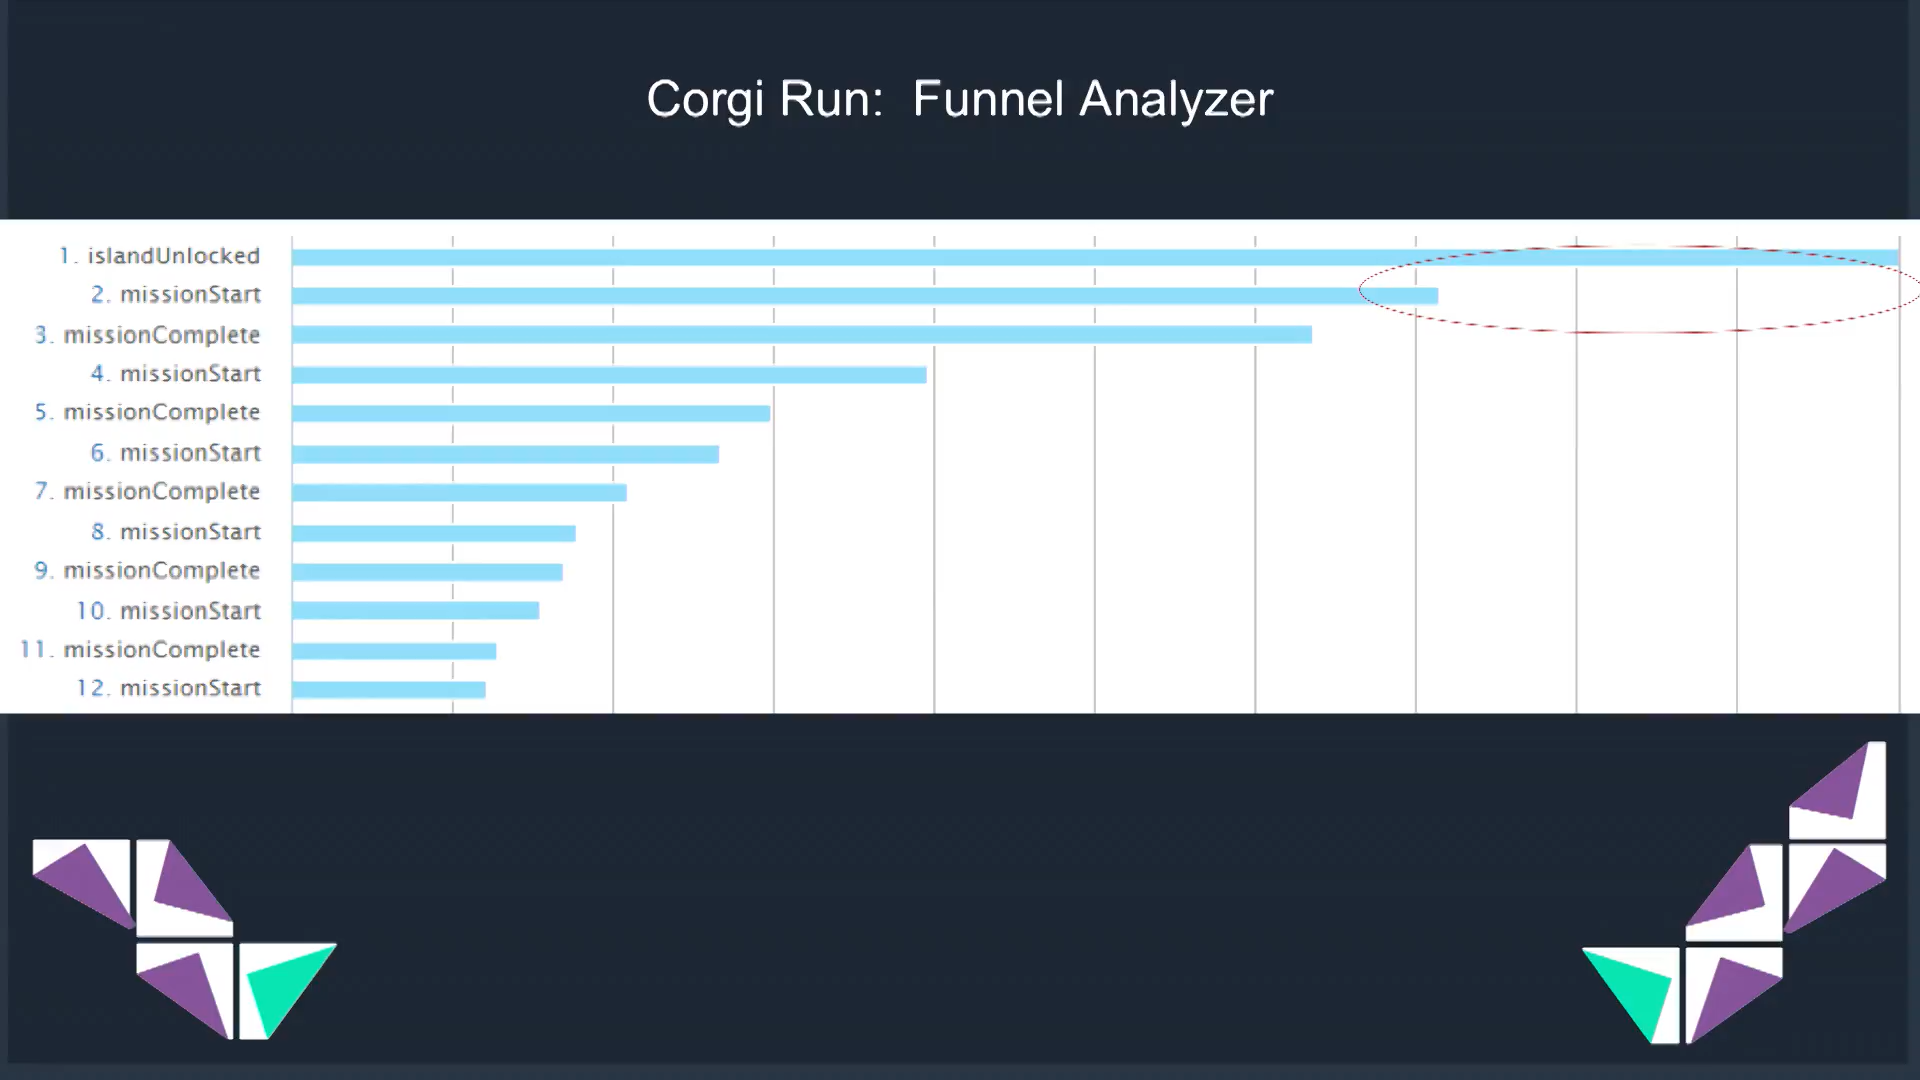 Corgi Run: Funnel Analyzer
1. islandUnlocked
2. missionStart
3. missionComplete
4. missionStart
5. missionComplete
6. missionStart
7. missionComplete
8. missionStart
9. missionComplete
10. missionStart
11. missionComplete
12. missionStart